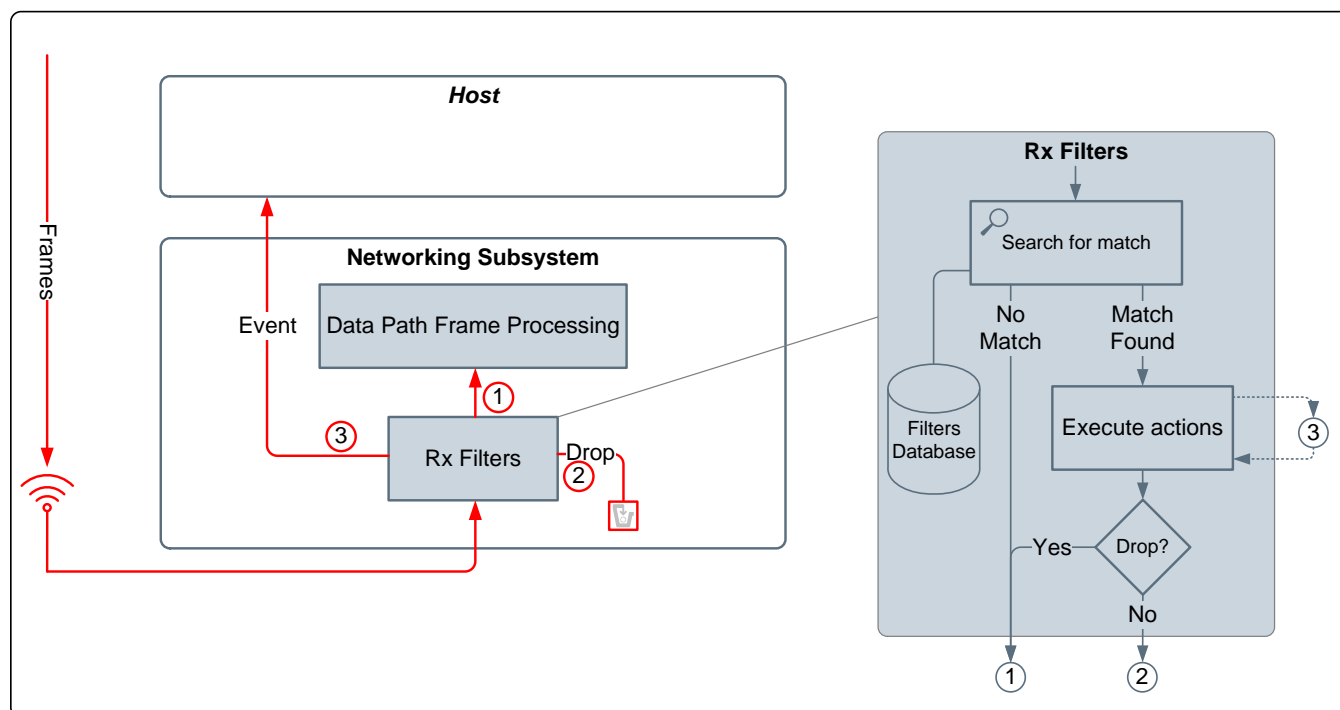 Host
Frames
Networking Subsystem
Data Path Frame Processing
Event
1
3
Rx Filters
Drop
2
Rx Filters
Search for match
No
Match
Match
Found
Filters
Database
Execute actions
3
Yes
Drop?
No
1
2